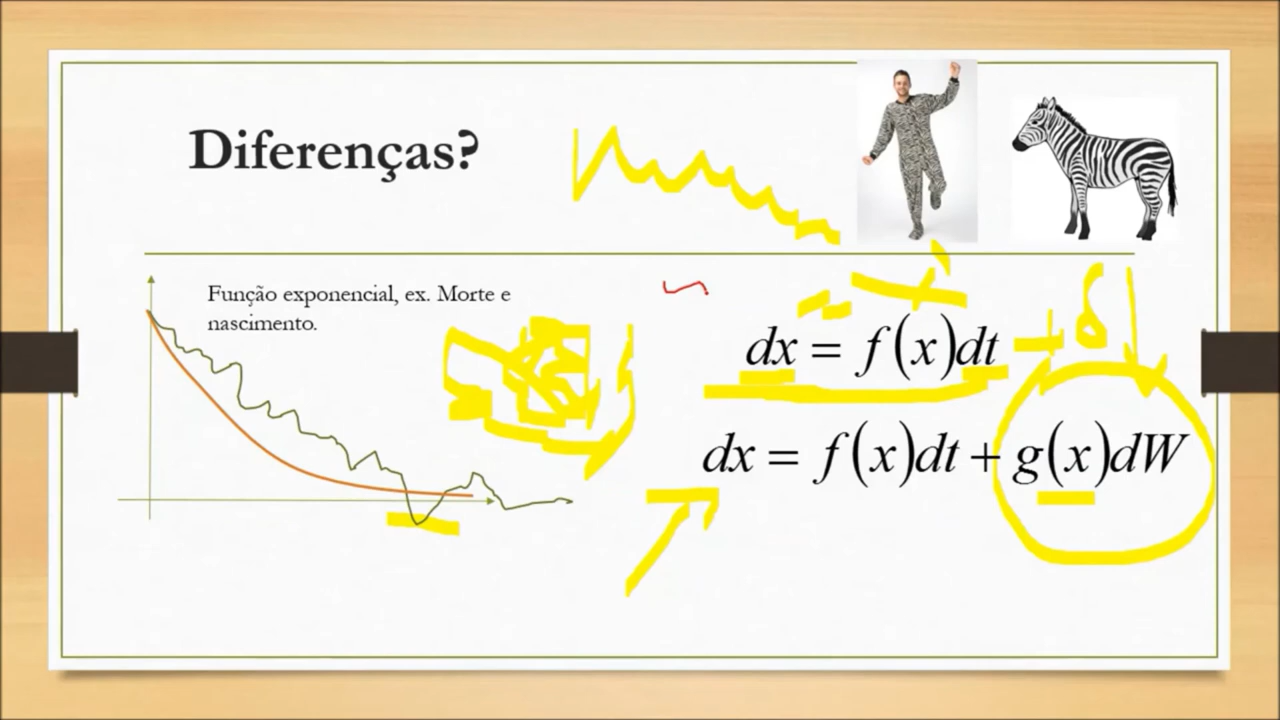 Diferenças?
Função exponencial, ex. Morte e
nascimento.
dx = f(x)dt
dx = f(x)dt + g(x)dW